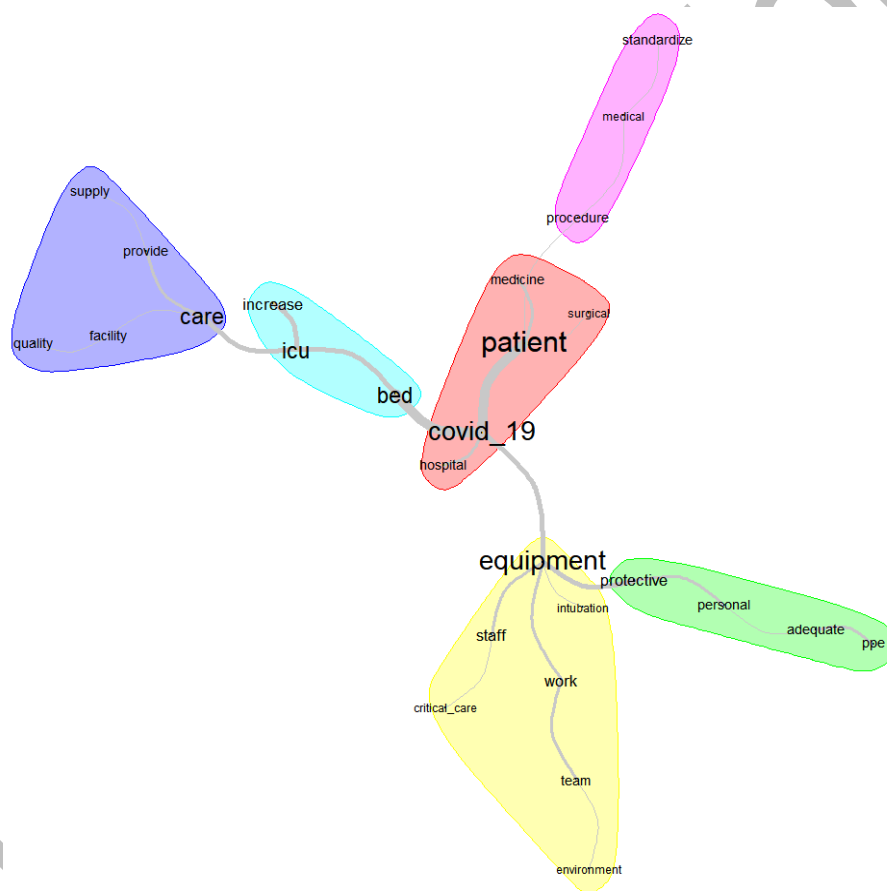 standardize
medical
supply
procedure
provide
medicine
increase
surgical
care
facility
quality
patient
icu
bed
covid_19
hospital
equipment
protective
intubation
personal
adequate
staff
ppe
work
critical_care
team
environment